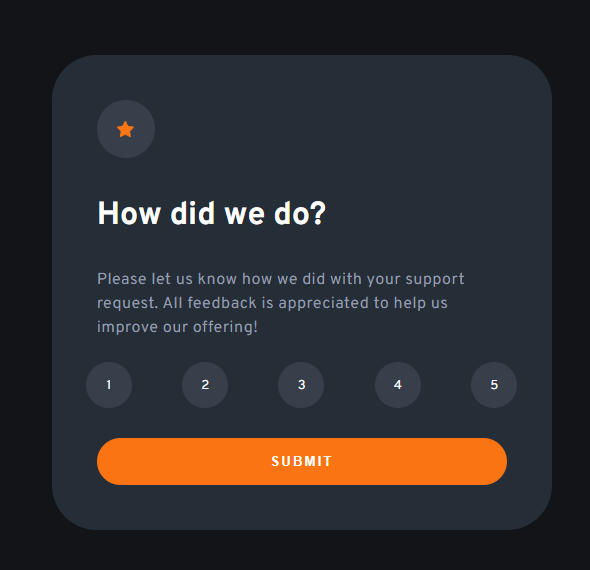 How did we do?
Please let us know how we did with your support
request. All feedback is appreciated to help us
improve our offering!
1 2 3 4 5
SUBMIT